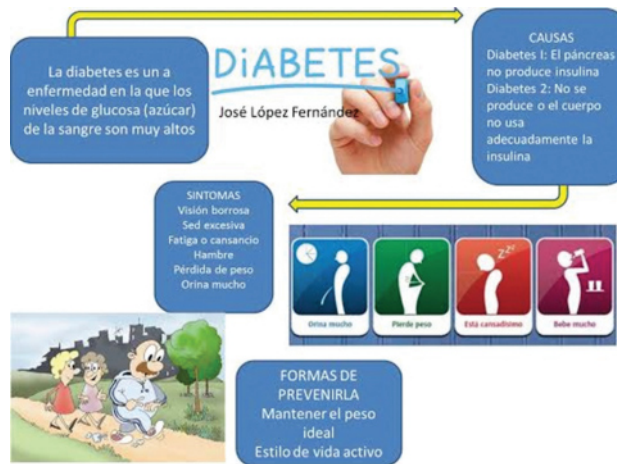 La diabetes es un a
enfermedad en la que los
niveles de glucosa (azúcar)
de la sangre son muy altos
DiABETES
José López Fernández
CAUSAS
Diabetes I: El páncreas
no produce insulina
Diabetes 2: No se
produce o el cuerpo
no usa
adecuadamente la
insulina
SINTOMAS
Visión borrosa
Sed excesiva
Fatiga o cansancio
Hambre
Pérdida de peso
Orina mucho
zzz
Orina mucho
Pierde peso
Está cansadísimo
Bebe mucho
FORMAS DE
PREVENIRLA
Mantener el peso
ideal
Estilo de vida activo